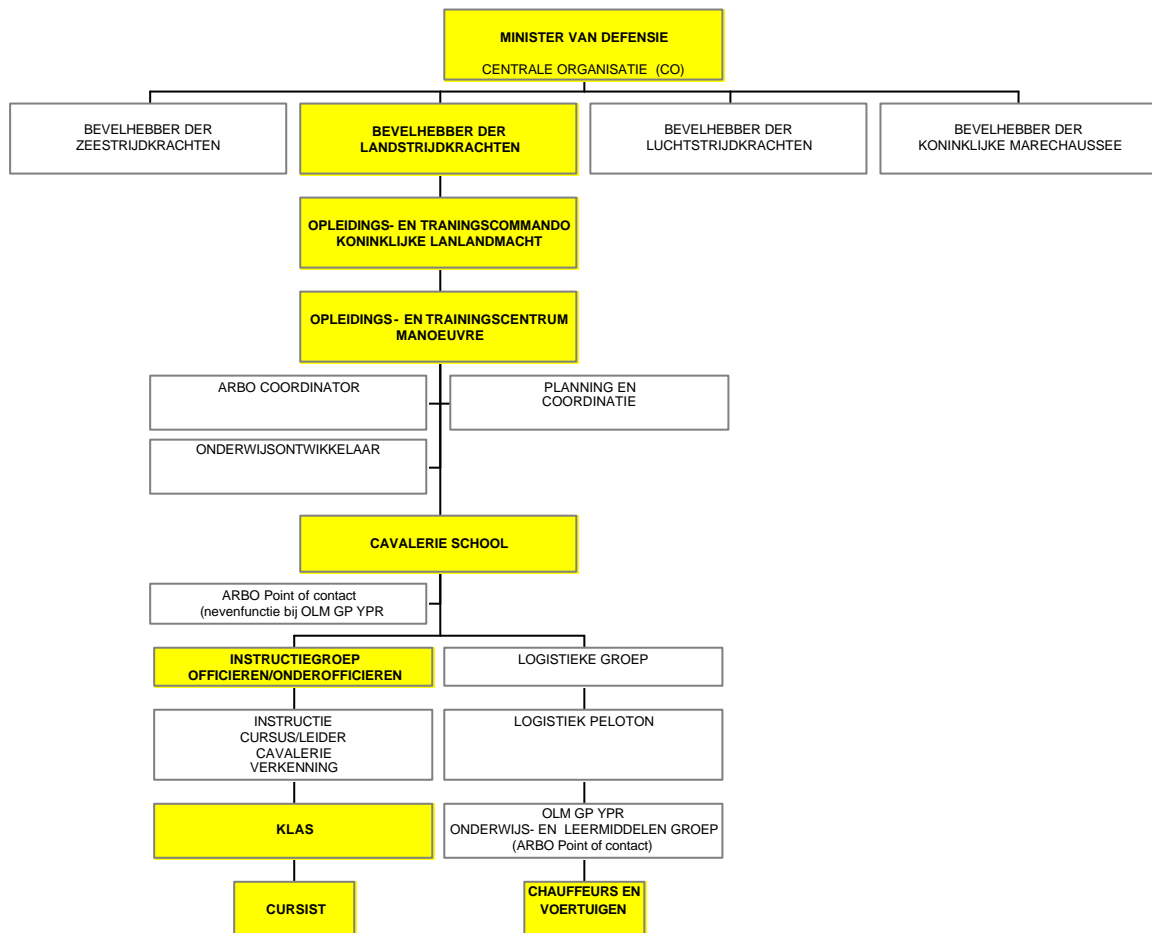 MINISTER VAN DEFENSIE
CENTRALE ORGANISATIE (CO)
BEVELHEBBER DER
ZEESTRIJDKRACHTEN
BEVELHEBBER DER
LANDSTRIJDKRACHTEN
BEVELHEBBER DER
LUCHTSTRIJDKRACHTEN
BEVELHEBBER DER
KONINKLIJKE MARECHAUSSEE
OPLEIDINGS- EN TRANINGSCOMMANDO
KONINKLIJKE LANLANDMACHT
OPLEIDINGS- EN TRAININGSCENTRUM
MANOEUVRE
ARBO COORDINATOR
PLANNING EN
COORDINATIE
ONDERWIJSONTWIKKELAAR
CAVALERIE SCHOOL
ARBO Point of contact
(nevenfunctie bij OLM GP YPR
INSTRUCTIEGROEP
OFFICIEREN/ONDEROFFICIEREN
LOGISTIEKE GROEP
INSTRUCTIE
CURSUS/LEIDER
CAVALERIE
VERKENNING
LOGISTIEK PELOTON
KLAS
OLM GP YPR
ONDERWIJS- EN LEERMIDDELEN GROEP
(ARBO Point of contact)
CURSIST
CHAUFFEURS EN
VOERTUIGEN